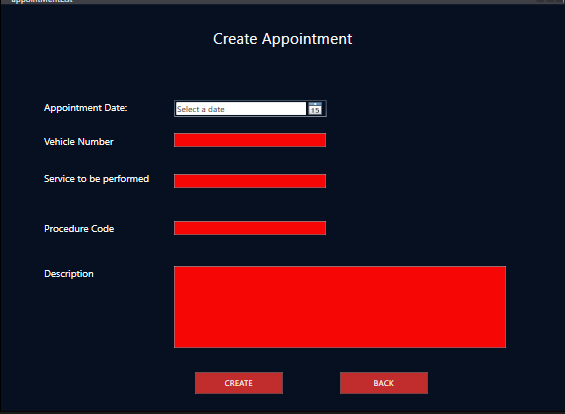 appointmentList
Create Appointment
Appointment Date:
Select a date
15
Vehicle Number
Service to be performed
Procedure Code
Description
CREATE
BACK